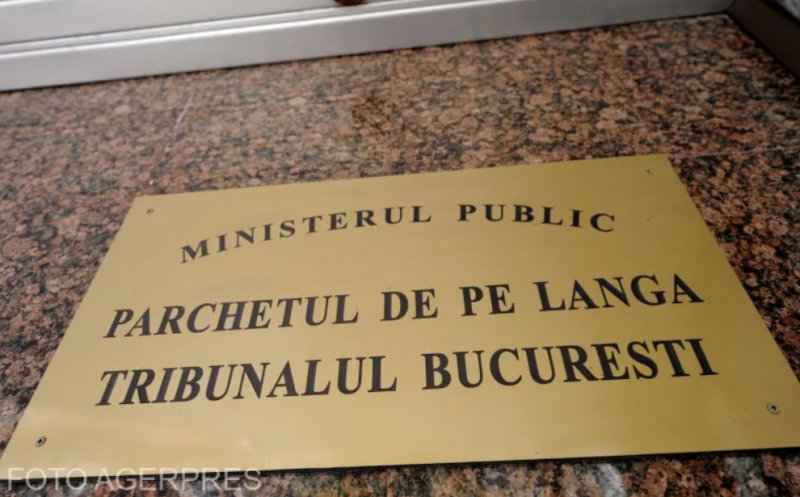 MINISTERUL PUBLIC
PARCHETUL DE PE LANGA
TRIBUNALUL BUCURESTI
FOTO AGERPRES